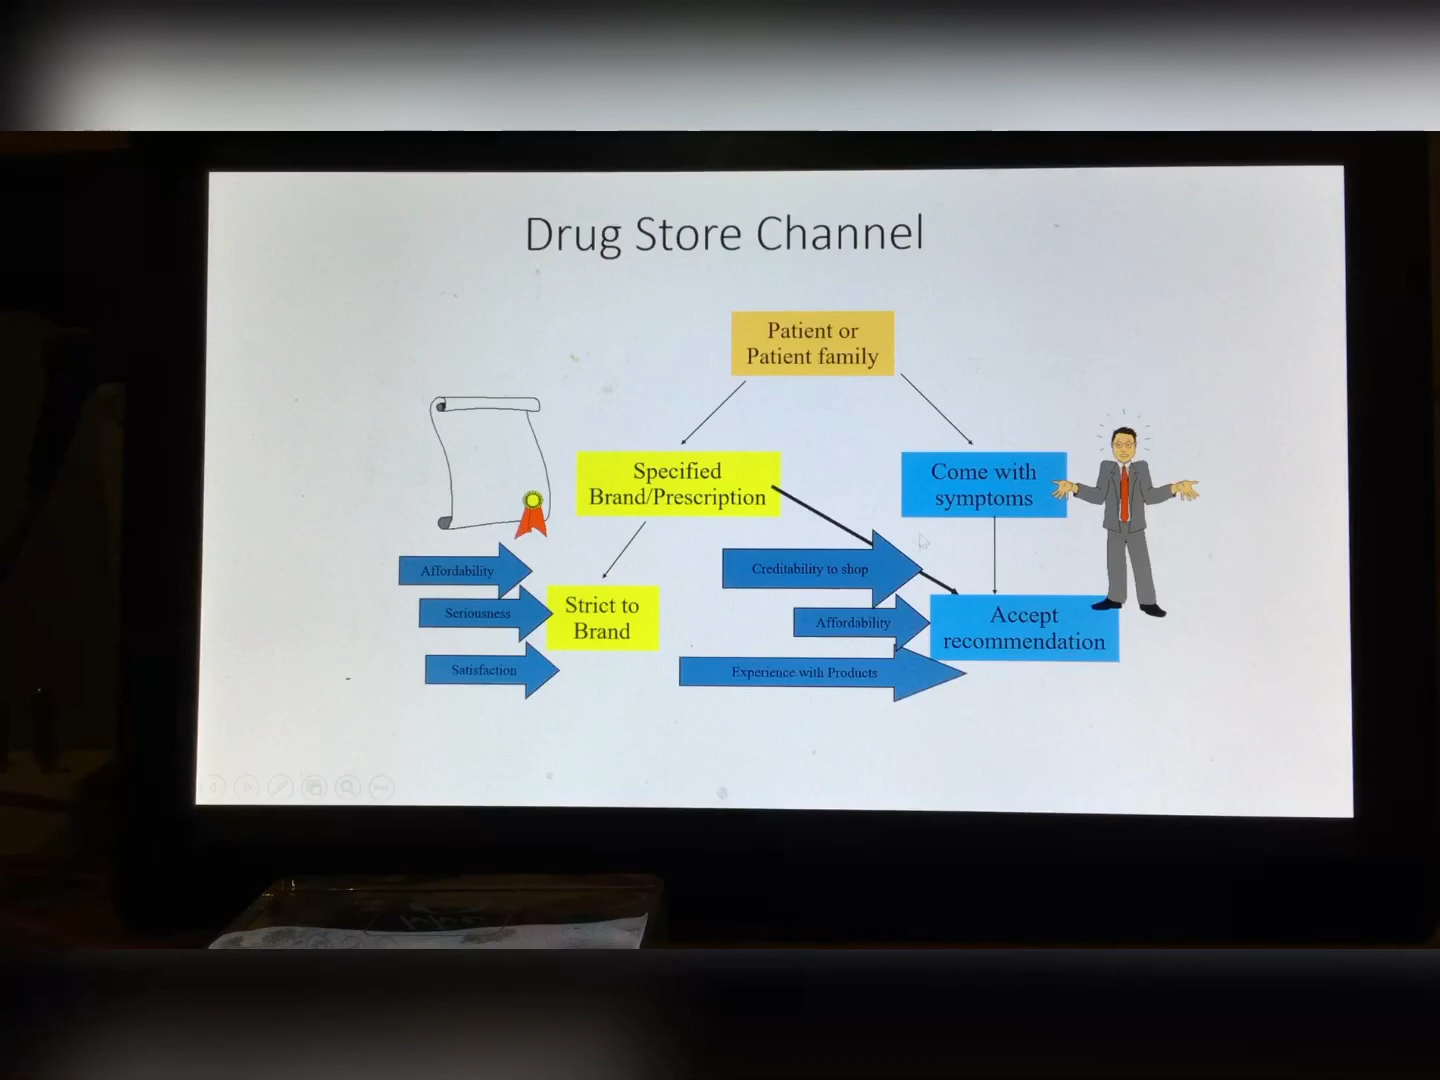 Drug Store Channel
Patient or
Patient family
Specified
Brand/Prescription
Come with
symptoms
Affordability
Seriousness
Satisfaction
Strict to
Brand
Creditability to shop
Affordability
Experience with Products
Accept
recommendation